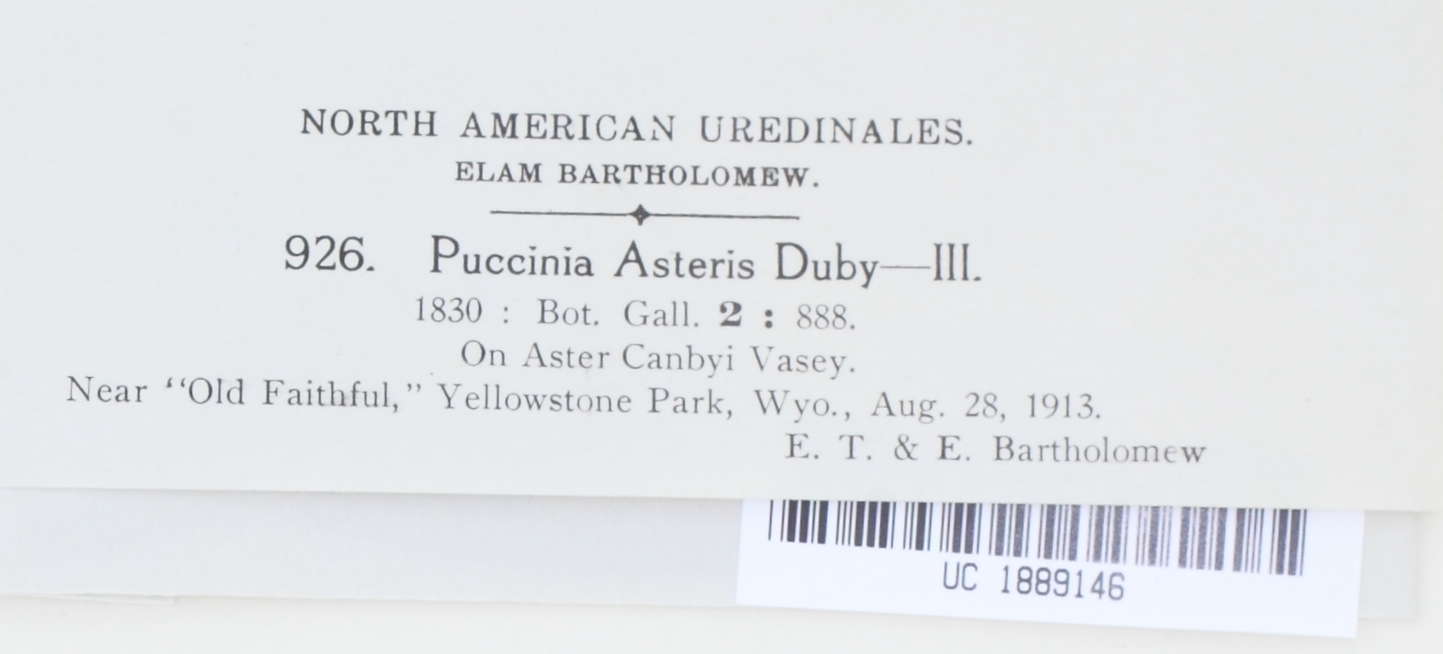 NORTH AMERICAN UREDINALES.
ELAM BARTHOLOMEW.
926. Puccinia Asteris Duby—III.
1830 : Bot. Gall. 2 : 888.
On Aster Canbyi Vasey.
Near "Old Faithful," Yellowstone Park, Wyo., Aug. 28, 1913.
E. T. & E. Bartholomew
UC 1889146